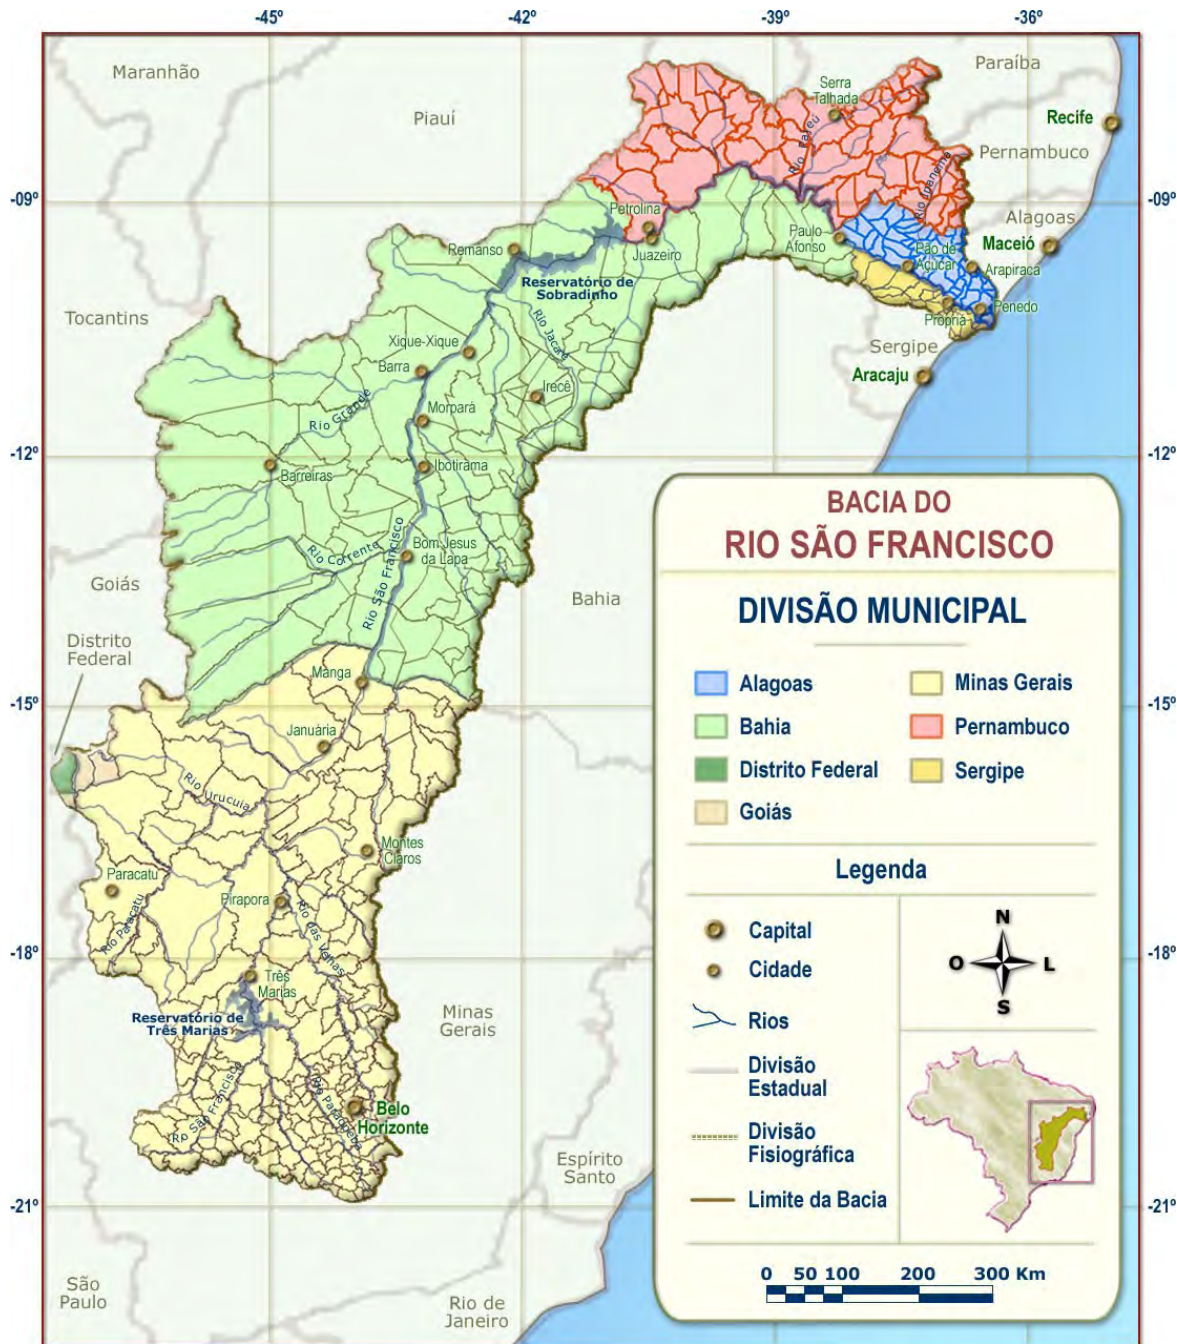 -45º
-42º
-39º
-36º
Maranhão
Piauí
Paraíba
Serra
Talhada
Recife
Rio Pajeú
Pernambuco
Rio Ipanema
-09º
-09º
Petrolina
Alagoas
Paulo
Afonso
Remanso
Juazeiro
Maceió
Pão de
Açúcar
Arapiraca
Reservatório de
Sobradinho
Penedo
Tocantins
Rio Jacaré
Propriá
Xique-Xique
Sergipe
Barra
Aracaju
Irecê
Rio Grande
Morpará
-12º
-12º
Ibotirama
Barreiras
BACIA DO
RIO SÃO FRANCISCO
Rio São Francisco
Rio Corrente
Bom Jesus
da Lapa
Goiás
Bahia
DIVISÃO MUNICIPAL
Distrito
Federal
Manga
Alagoas
Minas Gerais
-15º
-15º
Januária
Bahia
Pernambuco
Distrito Federal
Sergipe
Rio Urucuia
Goiás
Montes
Claros
Legenda
Paracatu
Pirapora
Rio Paracatu
Rio das Velhas
Capital
N
-18º
-18º
O
L
Cidade
S
Três
Marias
Minas
Gerais
Reservatório de
Três Marias
Rios
Divisão
Estadual
Rio São Francisco
Rio Paraopeba
Belo
Horizonte
Divisão
Fisiográfica
Espírito
Santo
Limite da Bacia
-21º
-21º
São
Paulo
0 50 100 200 300 Km
Rio de
Janeiro